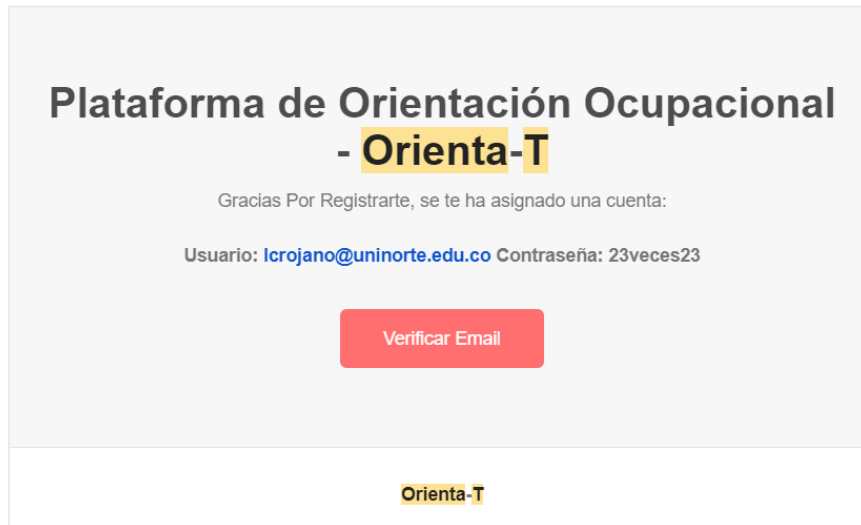 Plataforma de Orientación Ocupacional
- Orienta-T
Gracias Por Registrarte, se te ha asignado una cuenta:
Usuario: lcrojano@uninorte.edu.co Contraseña: 23veces23
Verificar Email
Orienta-T